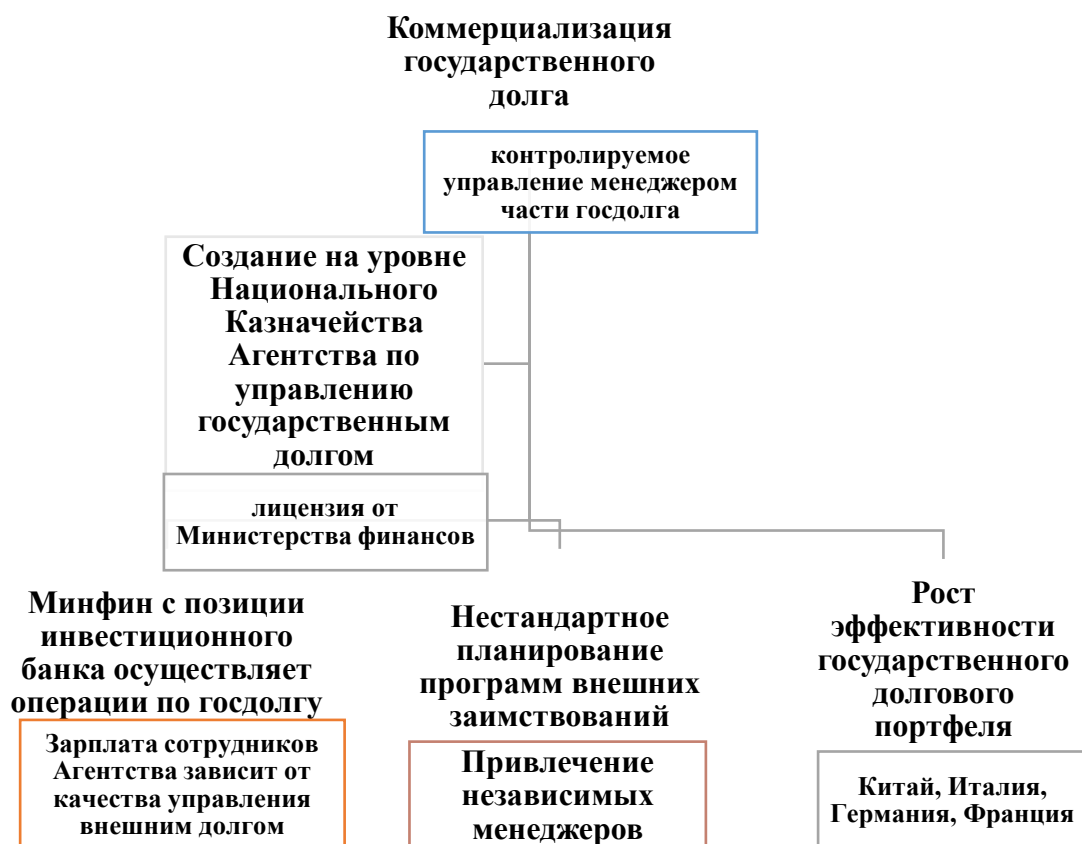 Коммерциализация
государственного
долга
контролируемое
управление менеджером
части госдолга
Создание на уровне
Национального
Казначейства
Агентства по
управлению
государственным
долгом
лицензия от
Министерства финансов
Минфин с позиции
инвестиционного
банка осуществляет
операции по госдолгу
Зарплата сотрудников
Агентства зависит от
качества управления
внешним долгом
Нестандартное
планирование
программ внешних
заимствований
Привлечение
независимых
менеджеров
Рост
эффективности
государственного
долгового
портфеля
Китай, Италия,
Германия, Франция